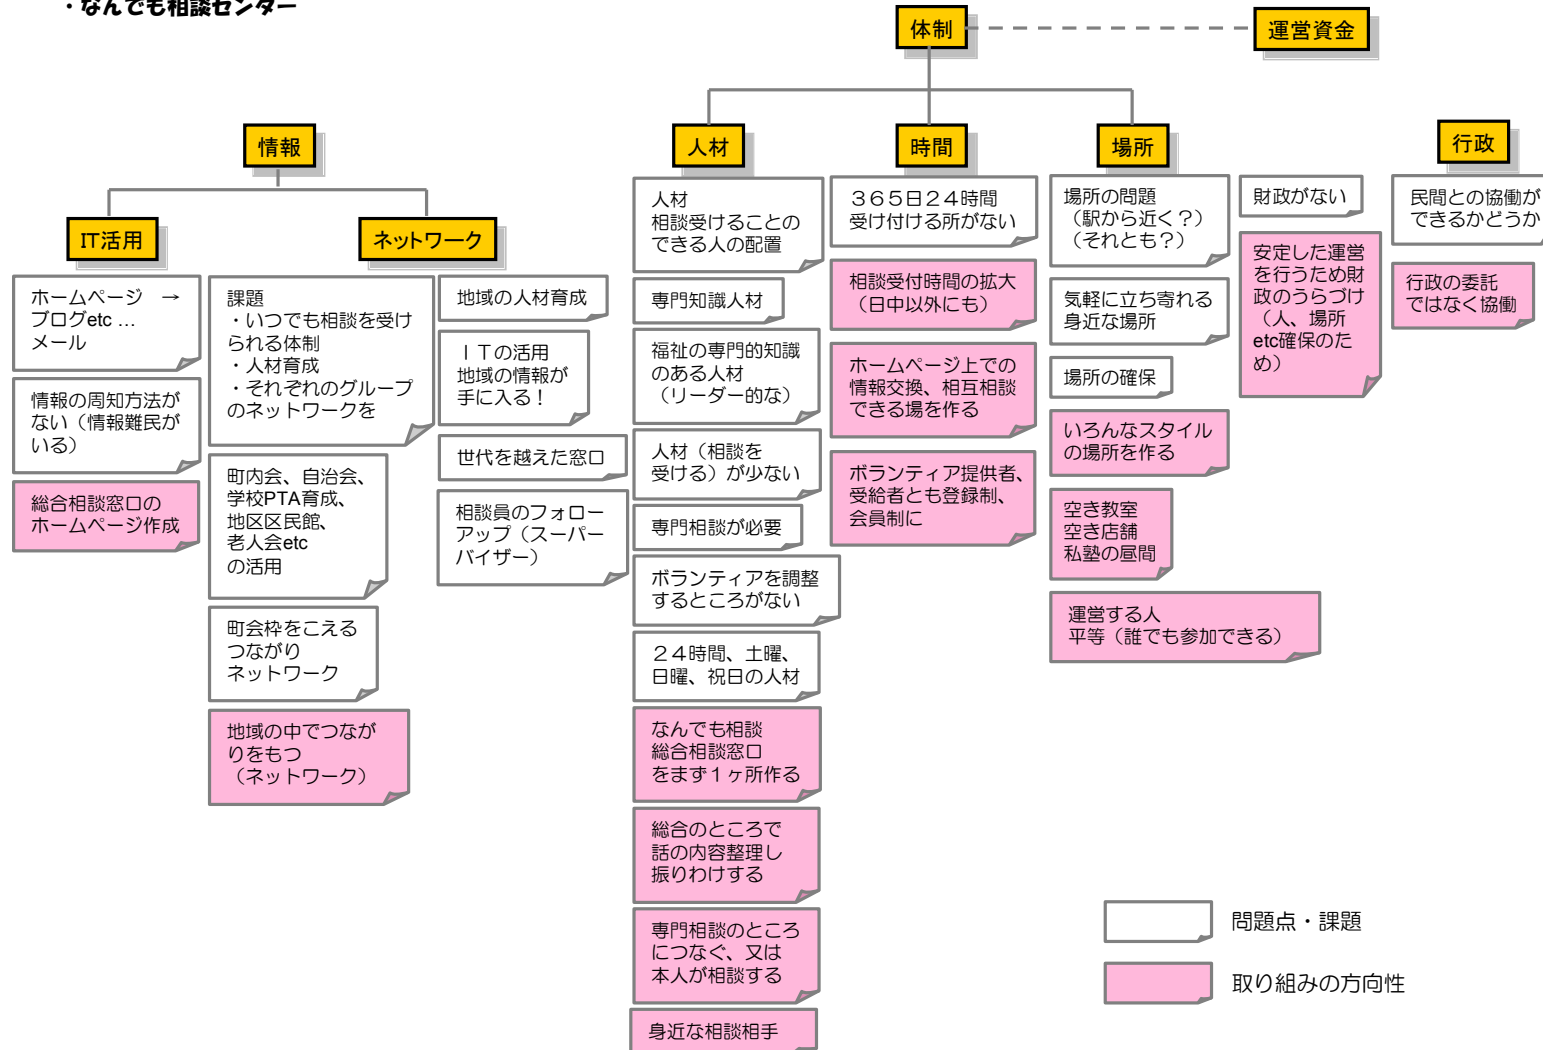 ・なんでも相談センター
体制
運営資金
情報
人材
時間
場所
行政
IT活用
ネットワーク
ホームページ　→
ブログetc …
メール
情報の周知方法が
ない（情報難民が
いる）
総合相談窓口の
ホームページ作成
課題
・いつでも相談を受け
られる体制
・人材育成
・それぞれのグループ
のネットワークを
町内会、自治会、
学校PTA育成、
地区区民館、
老人会etc
の活用
町会枠をこえる
つながり
ネットワーク
地域の中でつなが
りをもつ
（ネットワーク）
地域の人材育成
ＩＴの活用
地域の情報が
手に入る！
世代を越えた窓口
相談員のフォロー
アップ（スーパー
バイザー）
人材
相談受けることの
できる人の配置
専門知識人材
福祉の専門的知識
のある人材
（リーダー的な）
人材（相談を
受ける）が少ない
専門相談が必要
ボランティアを調整
するところがない
２４時間、土曜、
日曜、祝日の人材
なんでも相談
総合相談窓口
をまず１ヶ所作る
総合のところで
話の内容整理し
振りわけする
専門相談のところ
につなぐ、又は
本人が相談する
身近な相談相手
３６５日２４時間
受け付ける所がない
相談受付時間の拡大
（日中以外にも）
ホームページ上での
情報交換、相互相談
できる場を作る
ボランティア提供者、
受給者とも登録制、
会員制に
場所の問題
（駅から近く？）
（それとも？）
気軽に立ち寄れる
身近な場所
場所の確保
いろんなスタイル
の場所を作る
空き教室
空き店舗
私塾の昼間
運営する人
平等（誰でも参加できる）
財政がない
安定した運営
を行うため財
政のうらづけ
（人、場所
etc確保のた
め）
民間との協働が
できるかどうか
行政の委託
ではなく協働
問題点・課題
取り組みの方向性